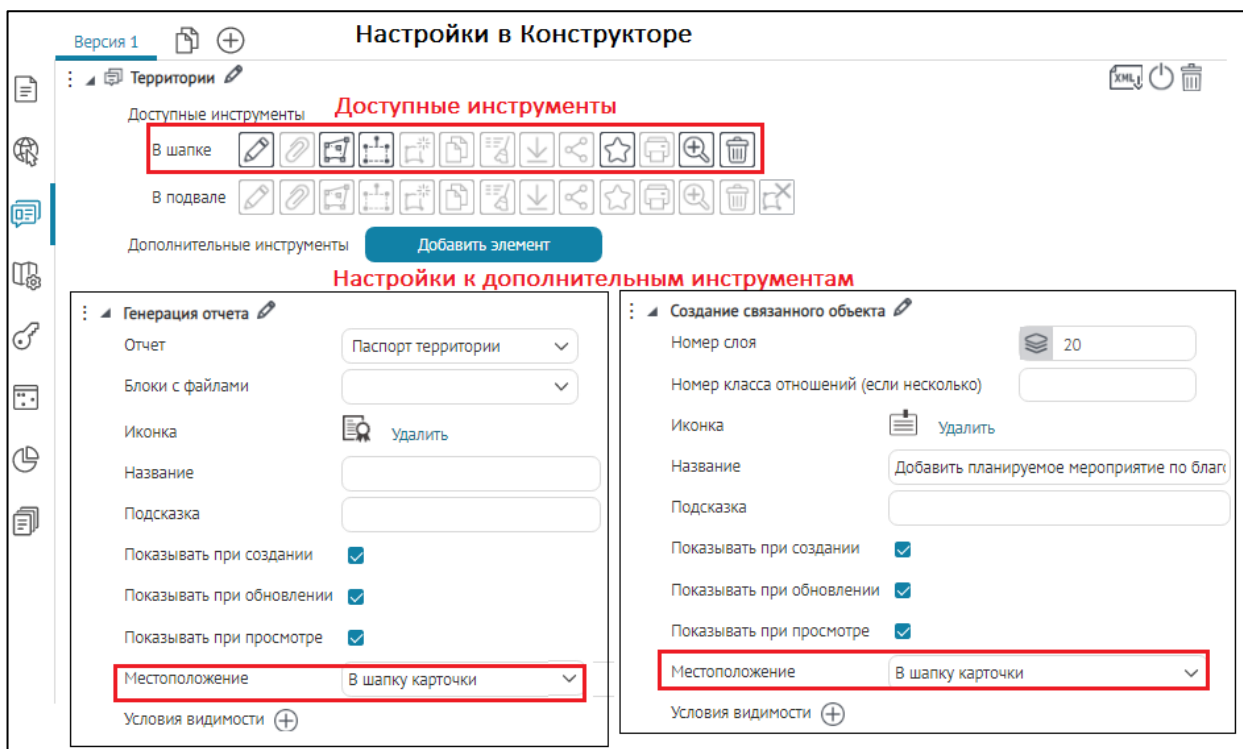 Версия 1
Настройки в Конструкторе
Территории
XML
Доступные инструменты
Доступные инструменты
В шапке
В подвале
Дополнительные инструменты
Добавить элемент
Настройки к дополнительным инструментам
Генерация отчета
Отчет
Паспорт территории
Блоки с файлами
Иконка
Удалить
Название
Подсказка
Показывать при создании
Показывать при обновлении
Показывать при просмотре
Местоположение
В шапку карточки
Условия видимости
Создание связанного объекта
Номер слоя
20
Номер класса отношений (если несколько)
Иконка
Удалить
Название
Добавить планируемое мероприятие по благо
Подсказка
Показывать при создании
Показывать при обновлении
Показывать при просмотре
Местоположение
В шапку карточки
Условия видимости